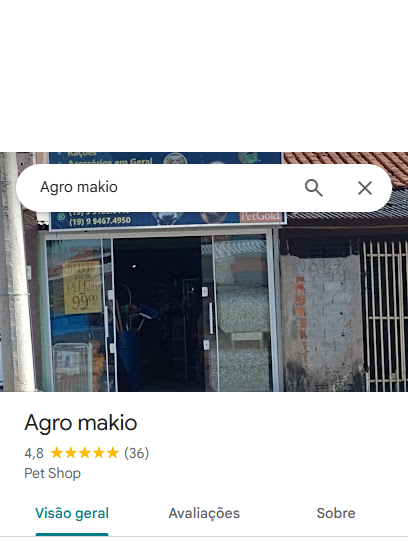 Rações
Acessórios em Geral
Agro makio
(19) 9 9467.4950
PetGold
99,00
Agro makio
4,8 ★★★★★ (36)
Pet Shop
Visão geral Avaliações Sobre